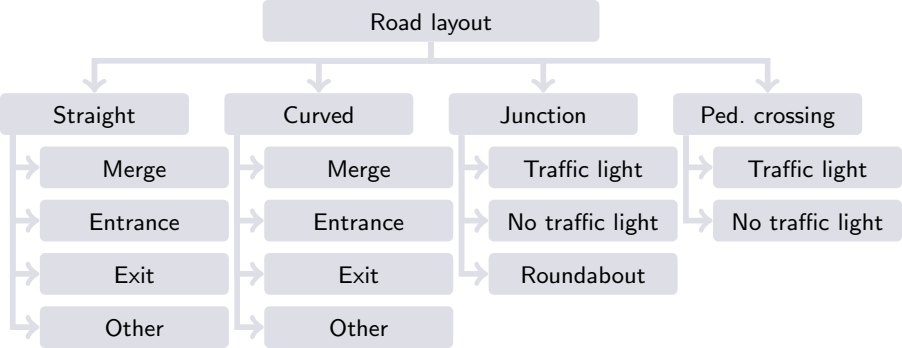 Road layout
Straight
Curved
Junction
Ped. crossing
Merge
Merge
Traffic light
Traffic light
Entrance
Entrance
No traffic light
No traffic light
Exit
Exit
Roundabout
Other
Other